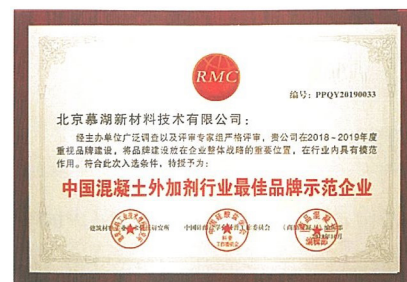 RMC
编号：PPQY20190033
北京慕湖新材料技术有限公司：
经主办单位广泛调查以及评审专家组严格评审，贵公司在2018～2019年度
重视品牌建设，将品牌建设放在企业整体战略的重要位置，在行业内具有模范
作用。符合此次入选条件，特授予为：
中国混凝土外加剂行业最佳品牌示范企业